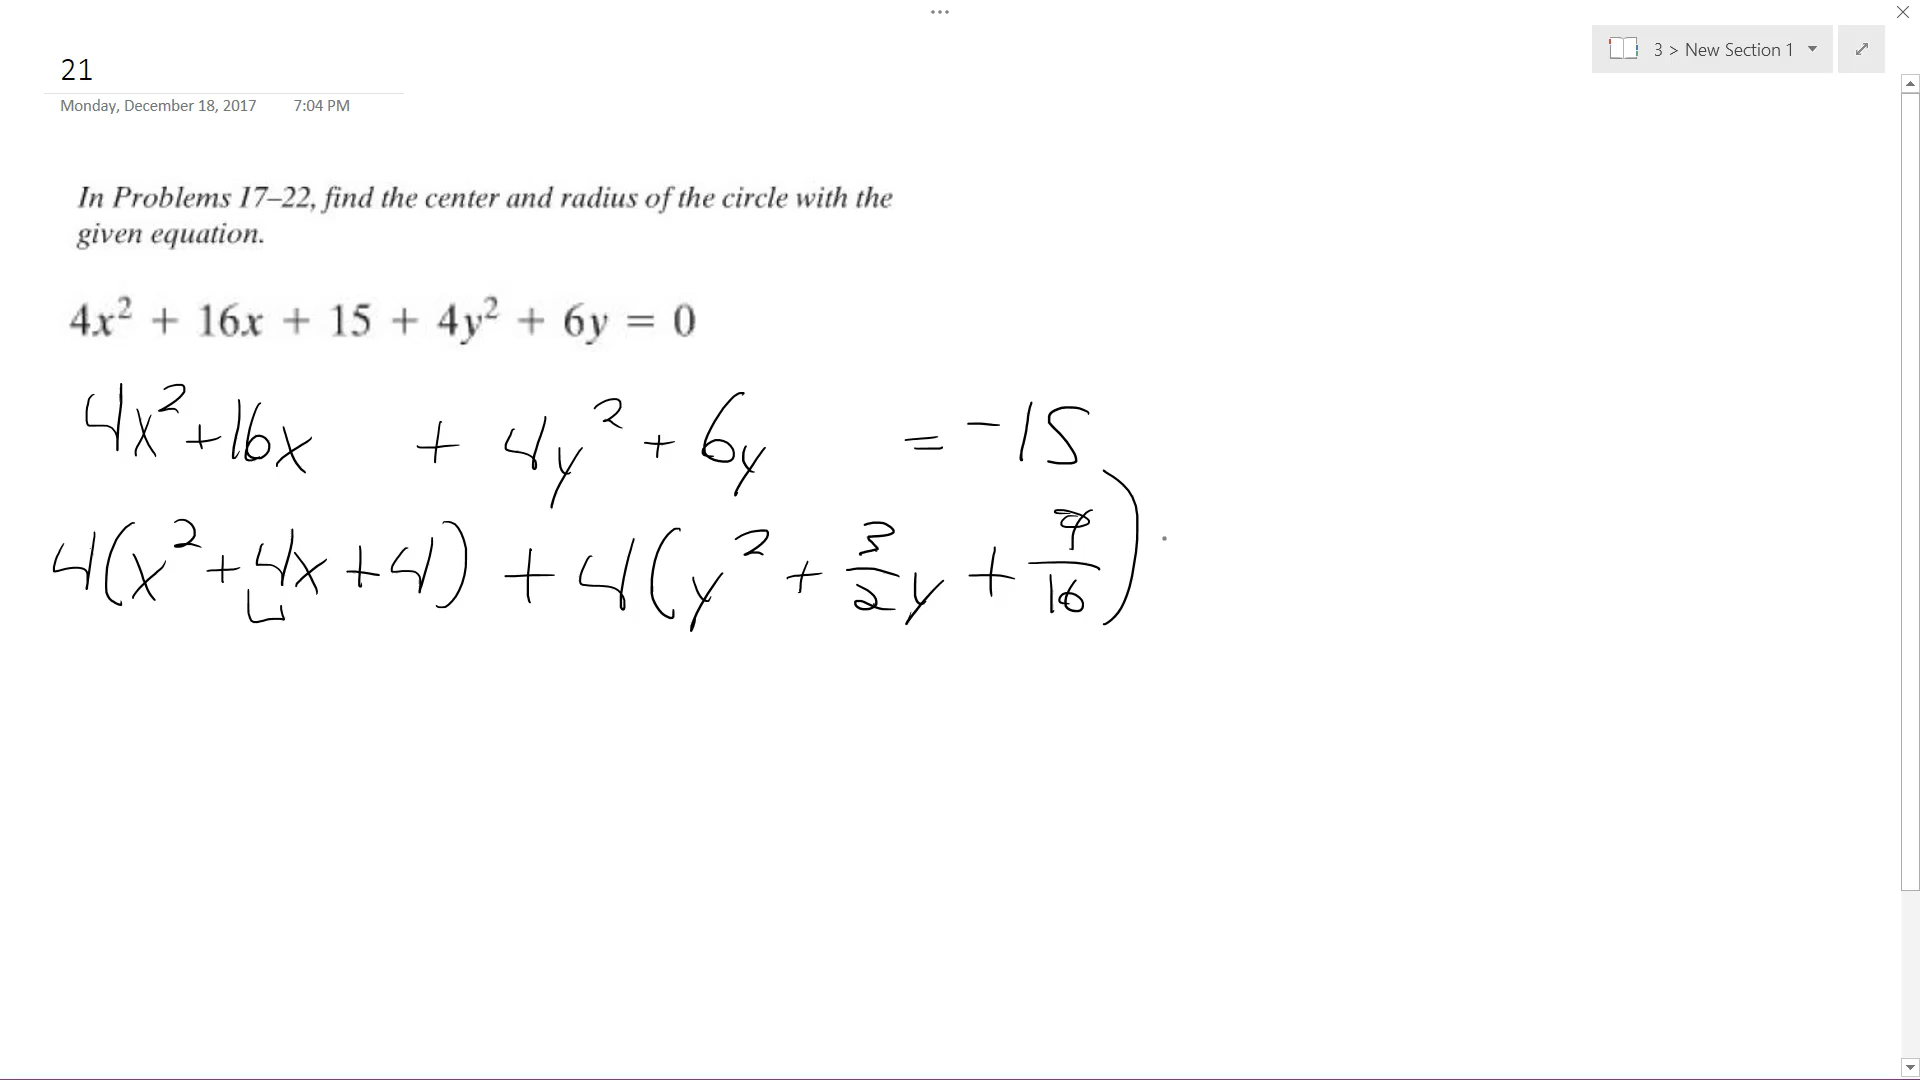 ...
3 > New Section 1
21
Monday, December 18, 2017 7:04 PM
In Problems 17–22, find the center and radius of the circle with the
given equation.
4x² + 16x + 15 + 4y² + 6y = 0
4x² + 16x + 4y² + 6y = -15
4(x² + 4x + 4) + 4(y² + 3/2 y + 9/16)